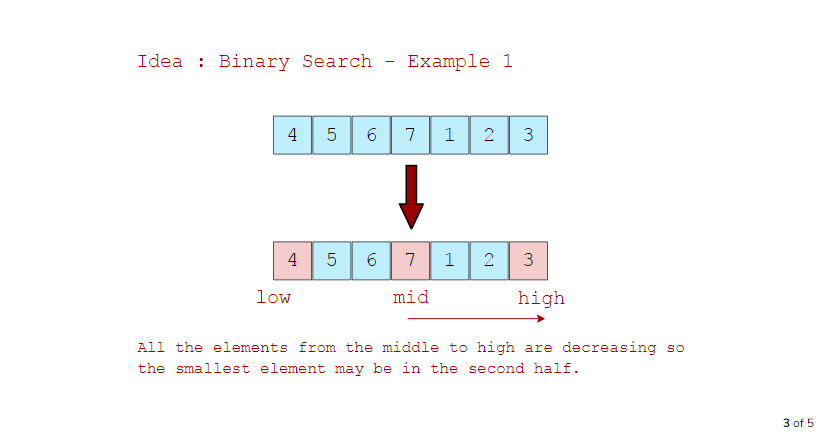 Idea : Binary Search - Example 1
4 5 6 7 1 2 3
4 5 6 7 1 2 3
low mid high
All the elements from the middle to high are decreasing so
the smallest element may be in the second half.
3 of 5